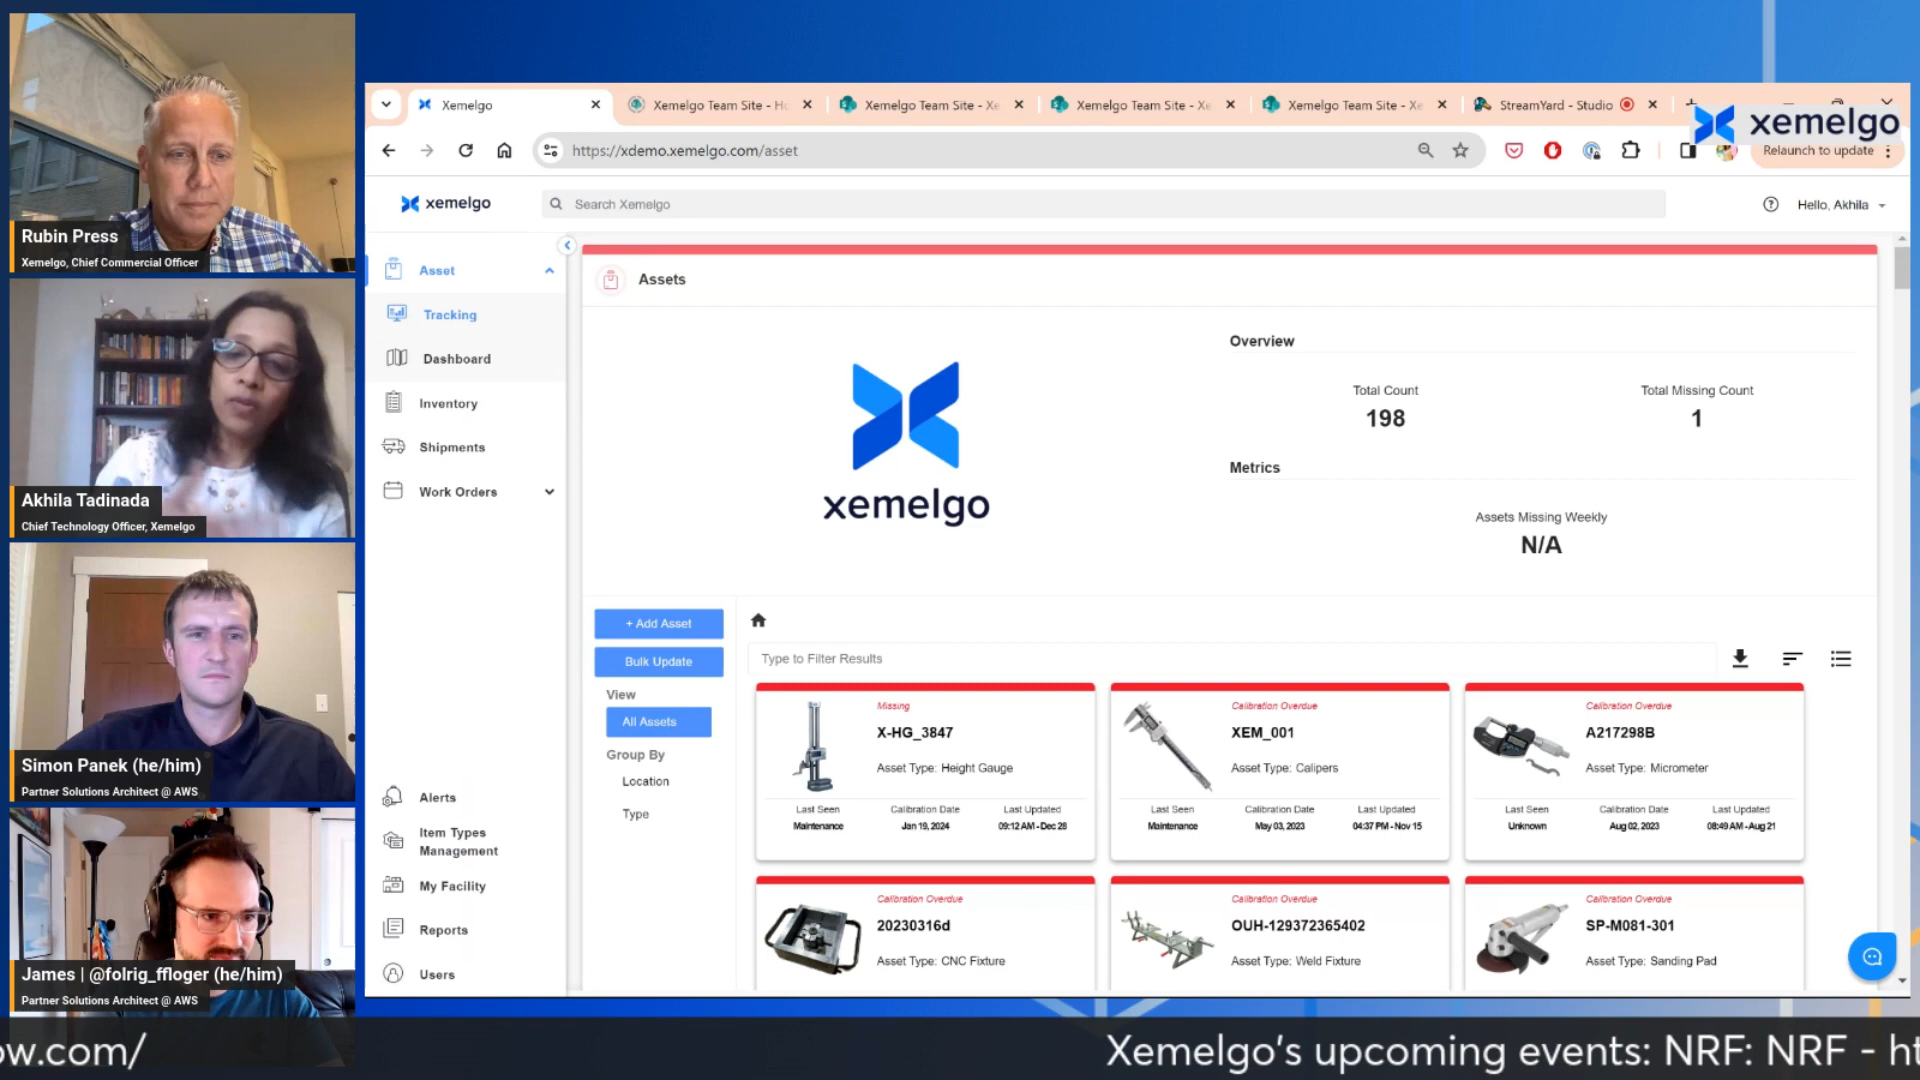 Rubin Press
Xemelgo, Chief Commercial Officer
Akhila Tadinada
Chief Technology Officer, Xemelgo
Simon Panek (he/him)
Partner Solutions Architect @ AWS
James | @folrig_ffloger (he/him)
Partner Solutions Architect @ AWS
Xemelgo
Xemelgo Team Site - Ho
Xemelgo Team Site - Xe
Xemelgo Team Site - Xe
Xemelgo Team Site - Xe
StreamYard - Studio
xemelgo
https://xdemo.xemelgo.com/asset
Relaunch to update
xemelgo
Search Xemelgo
Hello, Akhila
Asset
Tracking
Dashboard
Inventory
Shipments
Work Orders
Alerts
Item Types
Management
My Facility
Reports
Users
Assets
xemelgo
Overview
Total Count
198
Total Missing Count
1
Metrics
Assets Missing Weekly
N/A
+ Add Asset
Bulk Update
View
All Assets
Group By
Location
Type
Type to Filter Results
Missing
X-HG_3847
Asset Type: Height Gauge
Last Seen
Maintenance
Calibration Date
Jan 19, 2024
Last Updated
09:12 AM - Dec 28
Calibration Overdue
XEM_001
Asset Type: Calipers
Last Seen
Maintenance
Calibration Date
May 03, 2023
Last Updated
04:37 PM - Nov 15
Calibration Overdue
A217298B
Asset Type: Micrometer
Last Seen
Unknown
Calibration Date
Aug 02, 2023
Last Updated
08:49 AM - Aug 21
Calibration Overdue
20230316d
Asset Type: CNC Fixture
Calibration Overdue
OUH-129372365402
Asset Type: Weld Fixture
Calibration Overdue
SP-M081-301
Asset Type: Sanding Pad
ow.com/
Xemelgo's upcoming events: NRF: NRF - ht